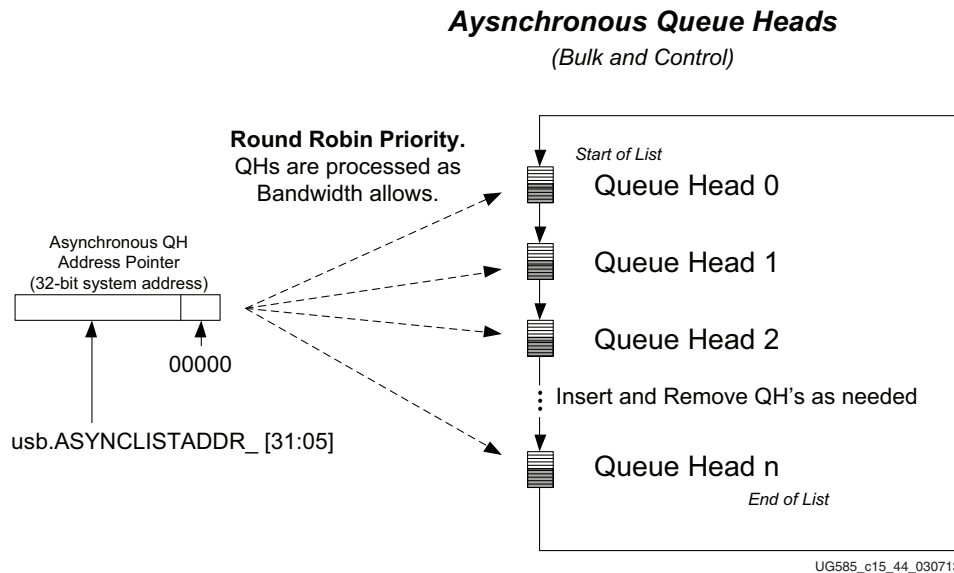 Aysnchronous Queue Heads
(Bulk and Control)
Round Robin Priority.
QHs are processed as
Bandwidth allows.
Start of List
Queue Head 0
Asynchronous QH
Address Pointer
(32-bit system address)
Queue Head 1
Queue Head 2
00000
Insert and Remove QH's as needed
usb.ASYNCLISTADDR_ [31:05]
Queue Head n
End of List
UG585_c15_44_030713